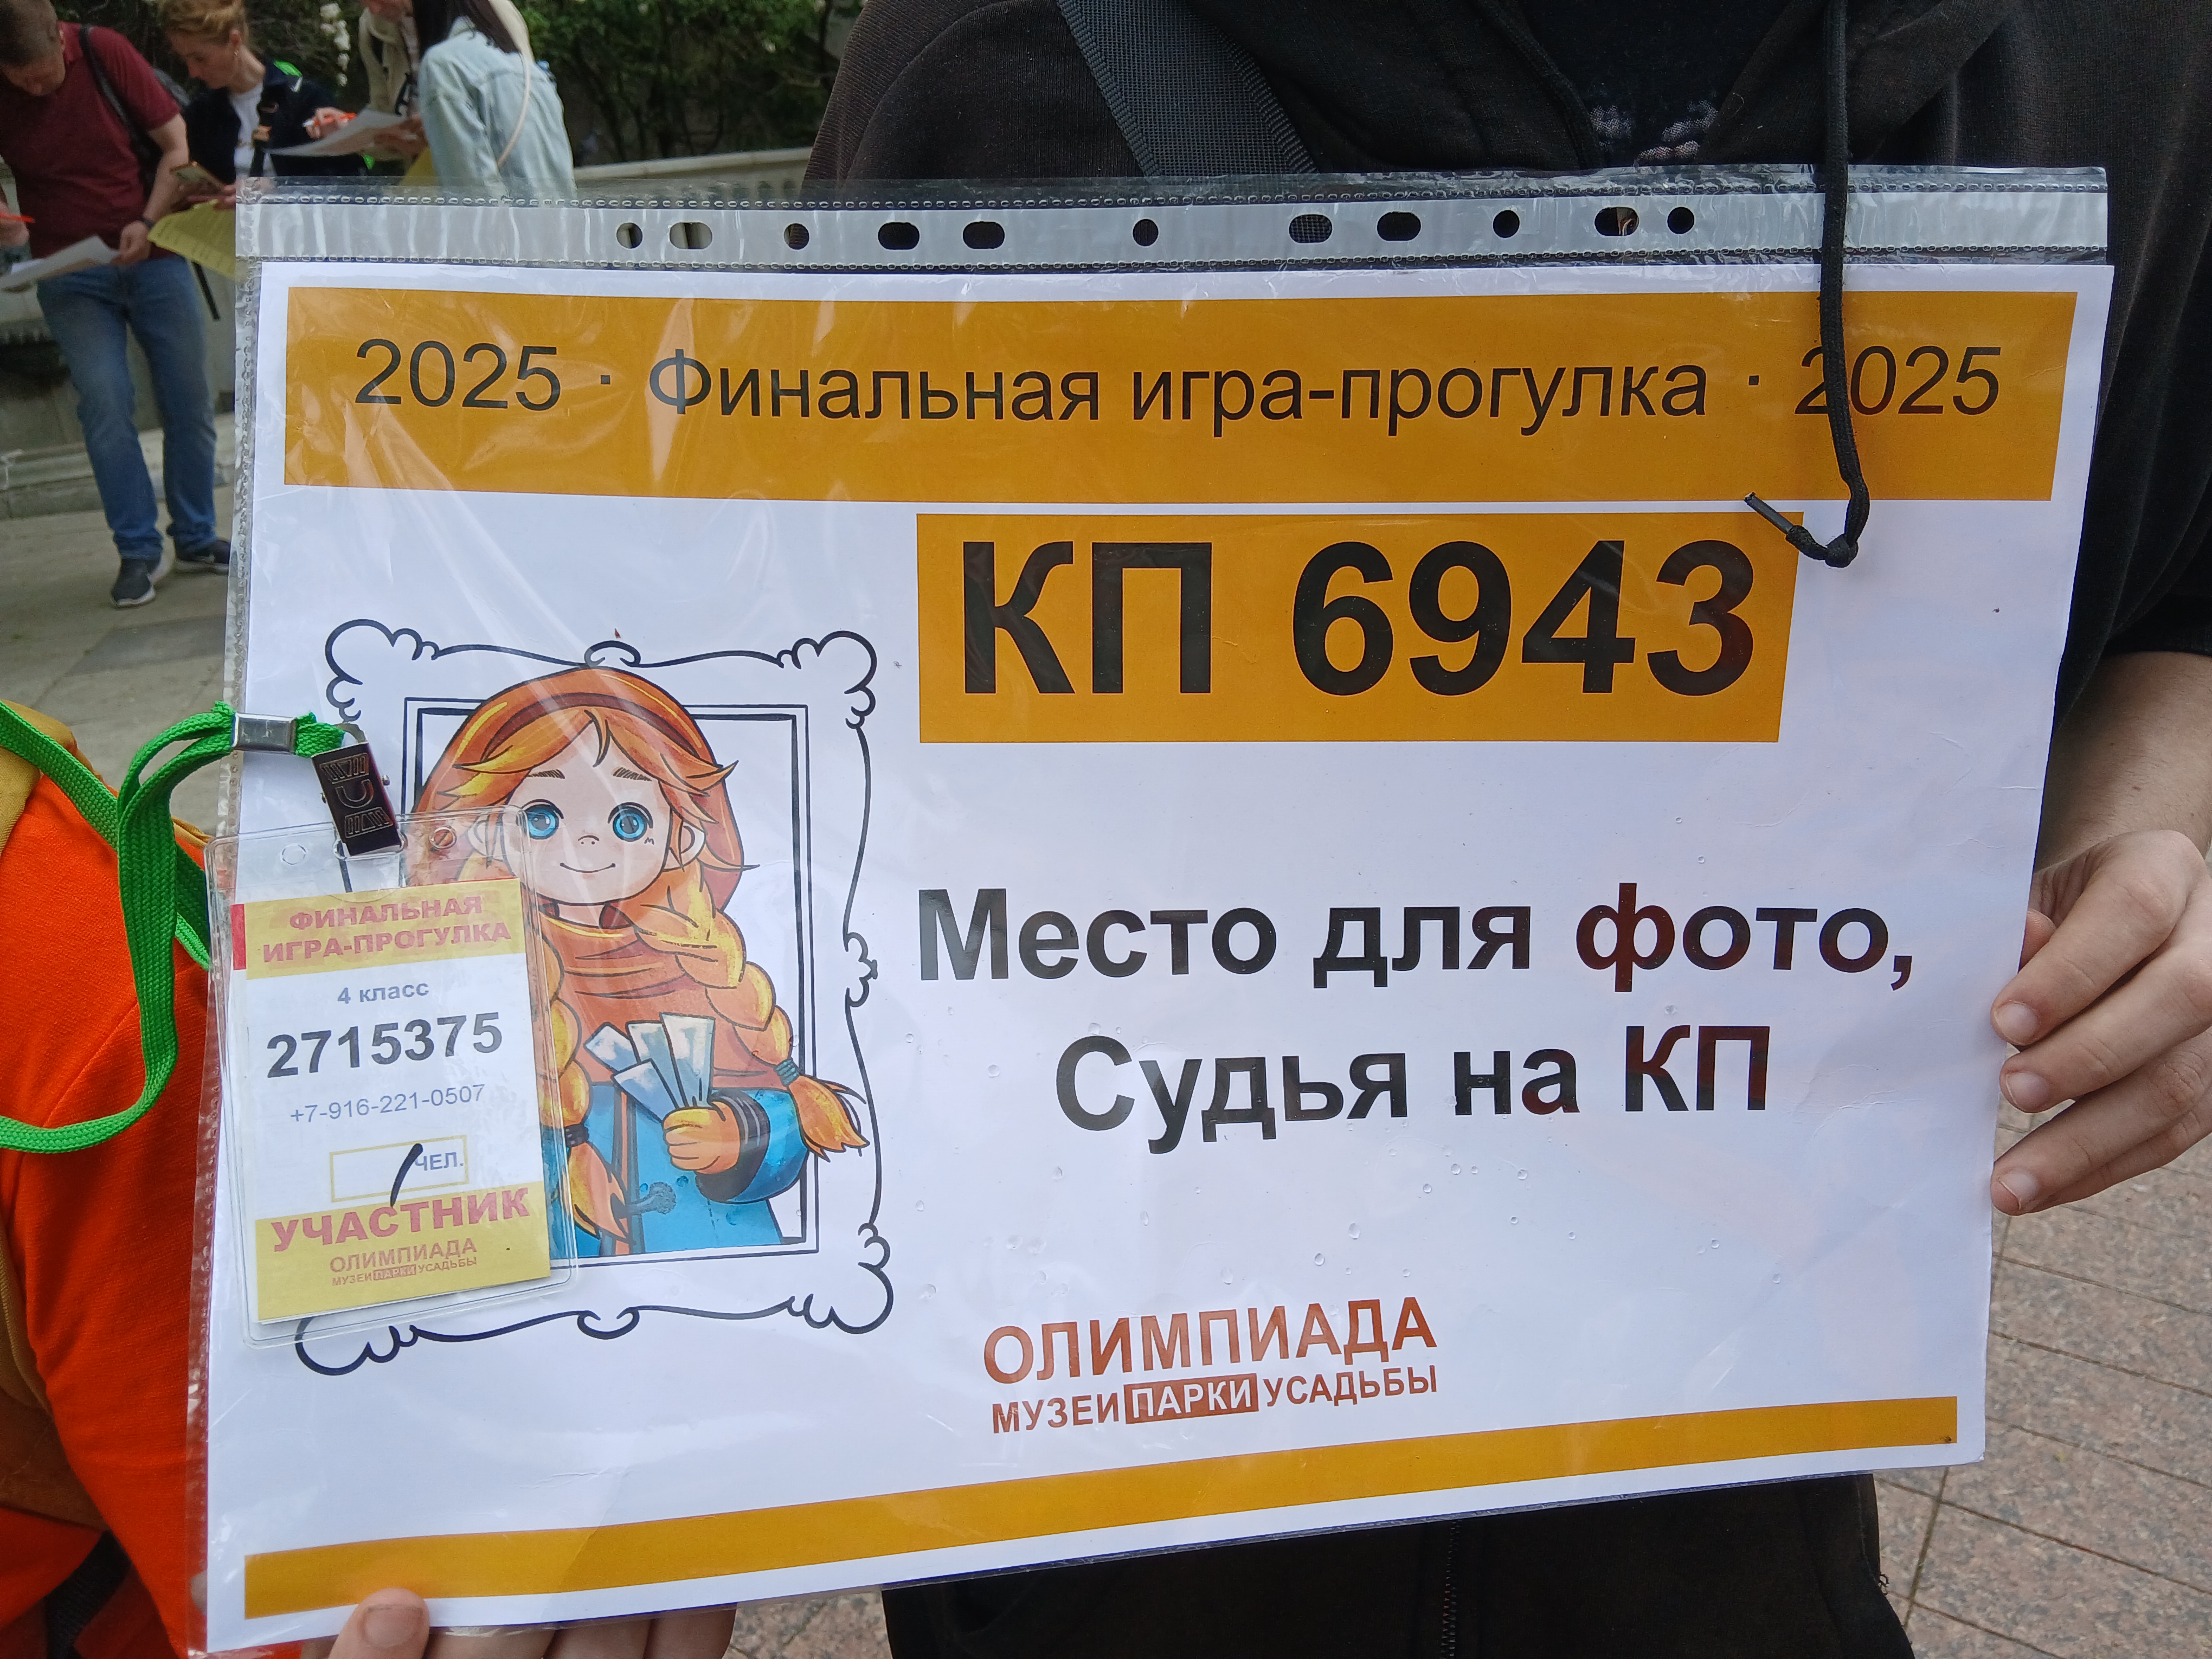 2025 · Финальная игра-прогулка · 2025
КП 6943
Место для фото,
Судья на КП
ОЛИМПИАДА
МУЗЕИ ПАРКИ УСАДЬБЫ
ФИНАЛЬНАЯ
ИГРА-ПРОГУЛКА
4 класс
2715375
+7-916-221-0507
1 ЧЕЛ.
УЧАСТНИК
ОЛИМПИАДА
МУЗЕИ ПАРКИ УСАДЬБЫ